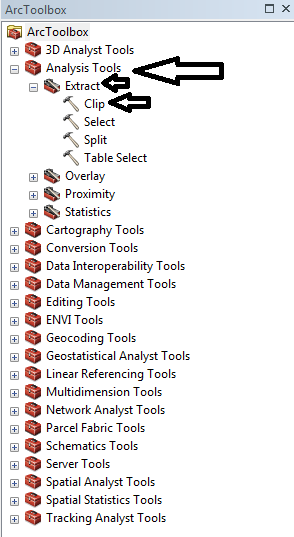 ArcToolbox
ArcToolbox
3D Analyst Tools
Analysis Tools
Extract
Clip
Select
Split
Table Select
Overlay
Proximity
Statistics
Cartography Tools
Conversion Tools
Data Interoperability Tools
Data Management Tools
Editing Tools
ENVI Tools
Geocoding Tools
Geostatistical Analyst Tools
Linear Referencing Tools
Multidimension Tools
Network Analyst Tools
Parcel Fabric Tools
Schematics Tools
Server Tools
Spatial Analyst Tools
Spatial Statistics Tools
Tracking Analyst Tools